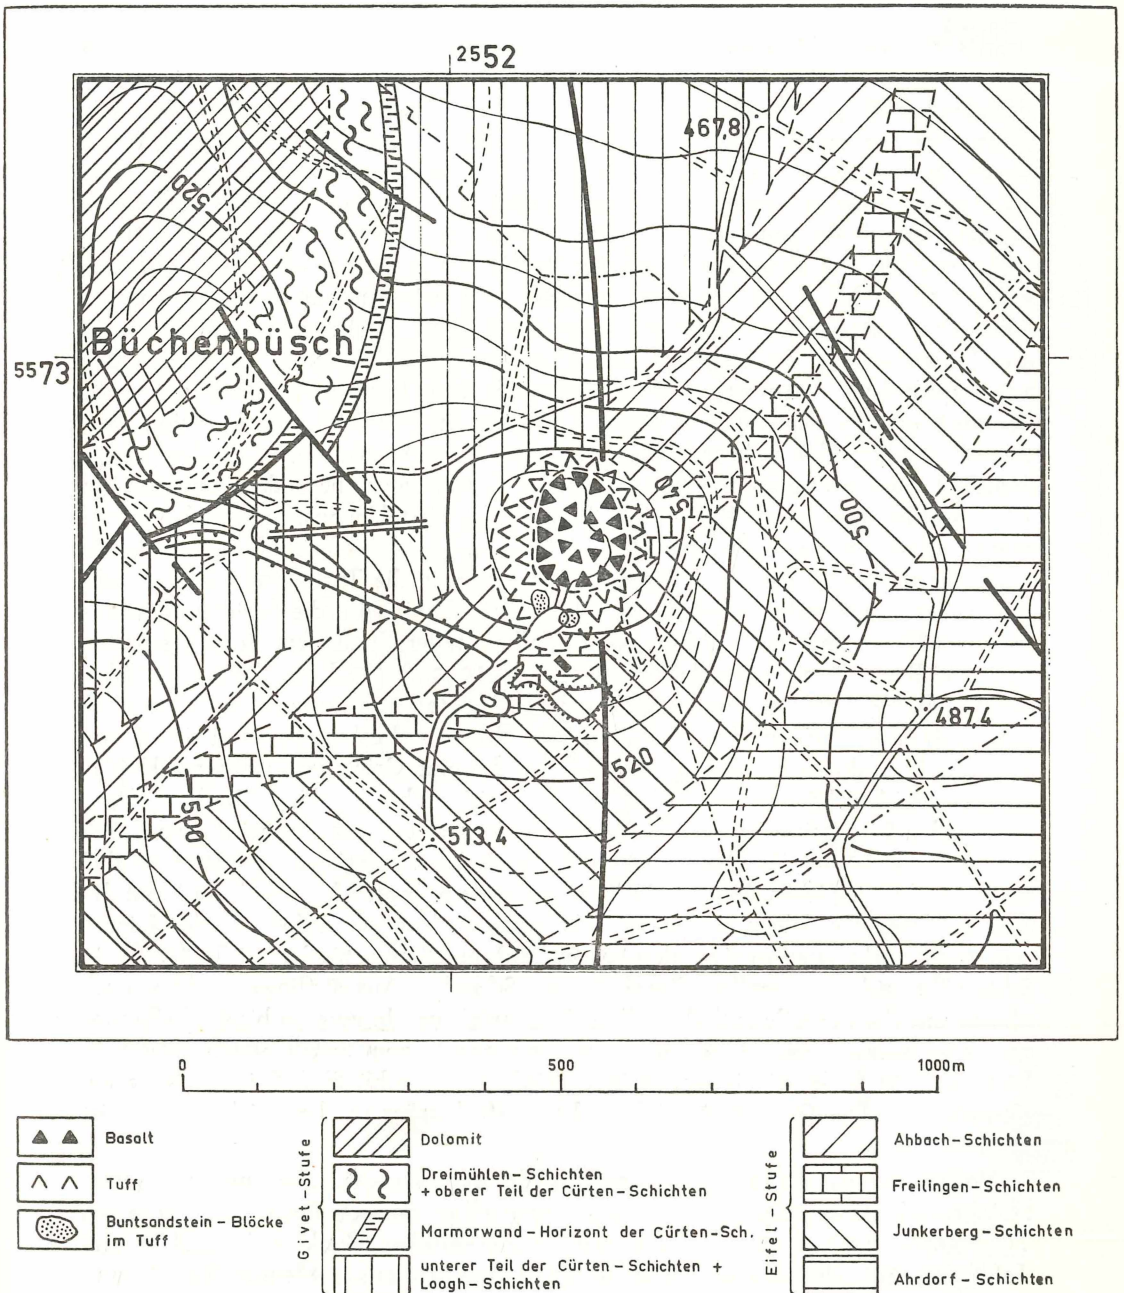 2552
467,8
520
Büchenbüsch
5573
540
500
487,4
520
500
513,4
0 500 1000m
Basalt
Tuff
Buntsandstein - Blöcke
im Tuff
Givet - Stufe
Dolomit
Dreimühlen - Schichten
+ oberer Teil der Cürten - Schichten
Marmorwand - Horizont der Cürten - Sch.
unterer Teil der Cürten - Schichten +
Loogh - Schichten
Eifel - Stufe
Ahbach - Schichten
Freilingen - Schichten
Junkerberg - Schichten
Ahrdorf - Schichten